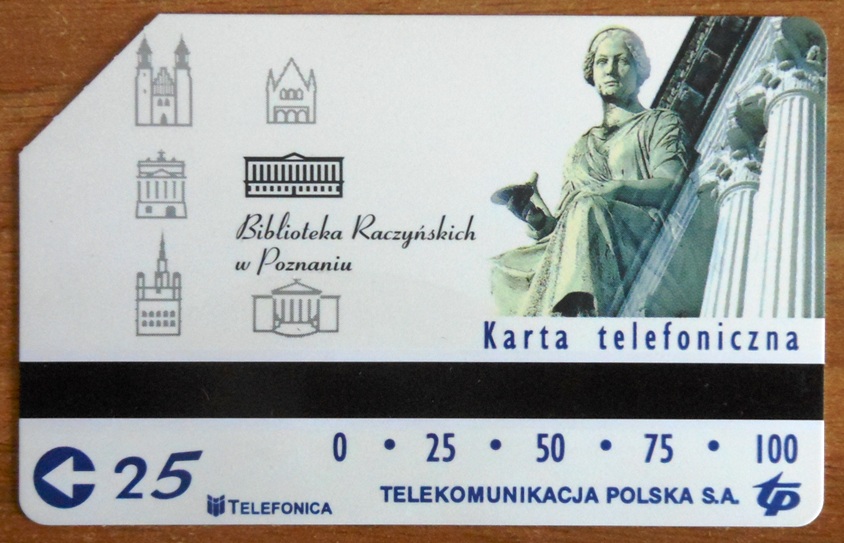 Biblioteka Raczyńskich
w Poznaniu
Karta telefoniczna
0 • 25 • 50 • 75 • 100
25
TELEFONICA
TELEKOMUNIKACJA POLSKA S.A. tp